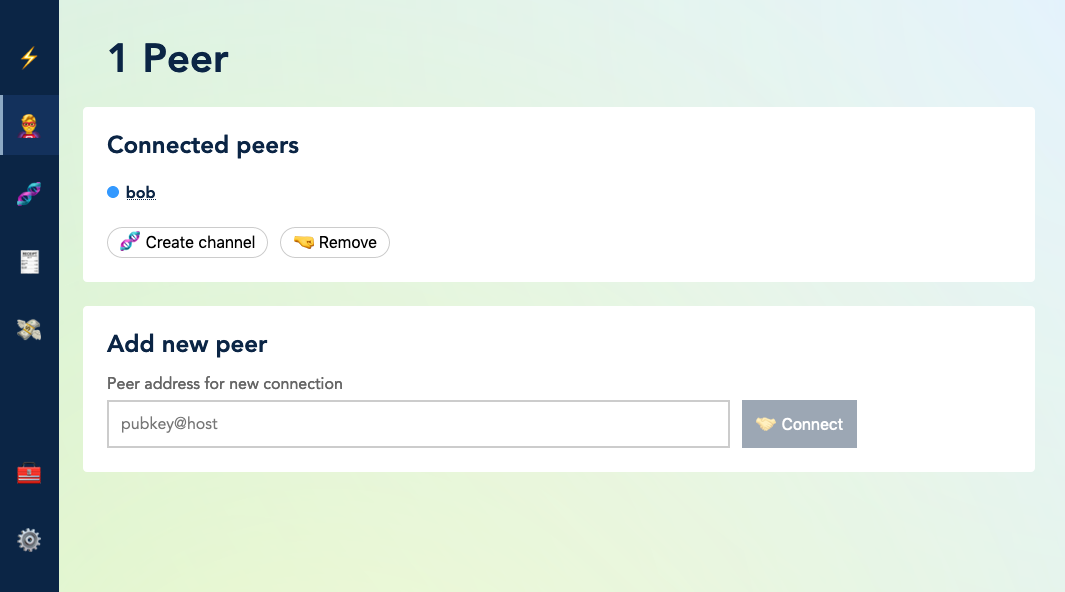 1 Peer
Connected peers
bob
Create channel
Remove
Add new peer
Peer address for new connection
pubkey@host
Connect